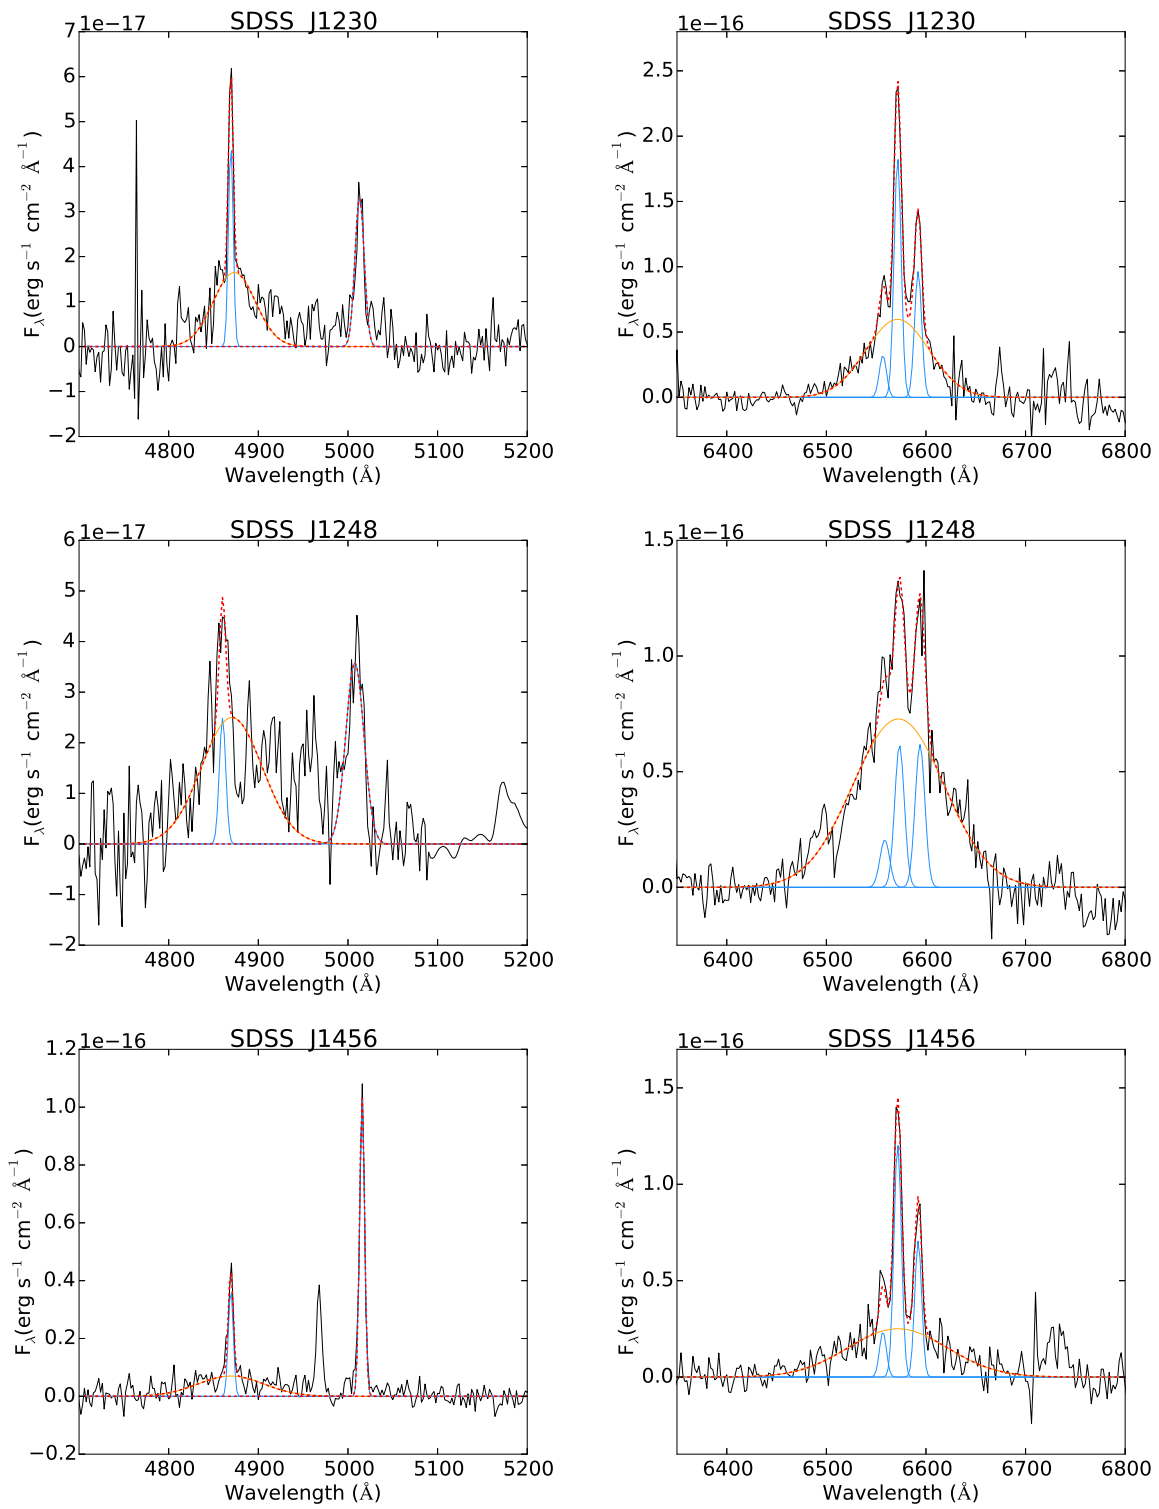 1e−17
SDSS J1230
7
6
5
4
3
2
1
0
−1
−2
F_λ(erg s^−1 cm^−2 Å^−1)
4800 4900 5000 5100 5200
Wavelength (Å)
1e−16
SDSS J1230
2.5
2.0
1.5
1.0
0.5
0.0
F_λ(erg s^−1 cm^−2 Å^−1)
6400 6500 6600 6700 6800
Wavelength (Å)
1e−17
SDSS J1248
6
5
4
3
2
1
0
−1
−2
F_λ(erg s^−1 cm^−2 Å^−1)
4800 4900 5000 5100 5200
Wavelength (Å)
1e−16
SDSS J1248
1.5
1.0
0.5
0.0
F_λ(erg s^−1 cm^−2 Å^−1)
6400 6500 6600 6700 6800
Wavelength (Å)
1e−16
SDSS J1456
1.2
1.0
0.8
0.6
0.4
0.2
0.0
−0.2
F_λ(erg s^−1 cm^−2 Å^−1)
4800 4900 5000 5100 5200
Wavelength (Å)
1e−16
SDSS J1456
1.5
1.0
0.5
0.0
F_λ(erg s^−1 cm^−2 Å^−1)
6400 6500 6600 6700 6800
Wavelength (Å)